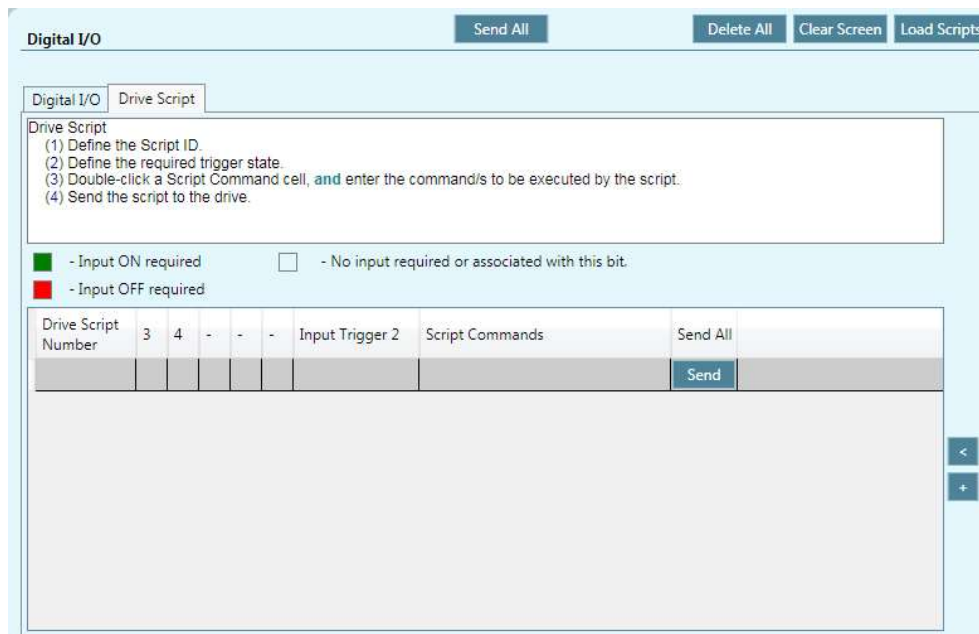 Digital I/O
Send All
Delete All
Clear Screen
Load Scripts
Digital I/O
Drive Script
Drive Script
(1) Define the Script ID.
(2) Define the required trigger state.
(3) Double-click a Script Command cell, and enter the command/s to be executed by the script.
(4) Send the script to the drive.
- Input ON required
- No input required or associated with this bit.
- Input OFF required
Drive Script Number
3
4
-
-
-
Input Trigger 2
Script Commands
Send All
Send
<
+